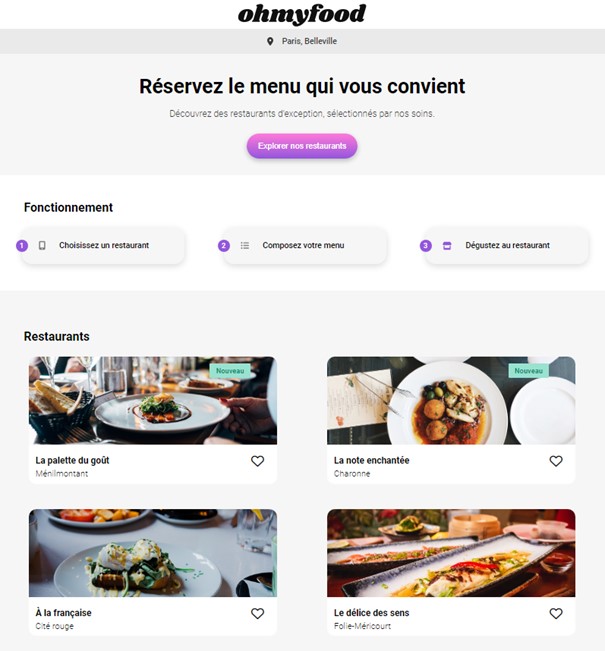 ohmyfood
Paris, Belleville
Réservez le menu qui vous convient
Découvrez des restaurants d'exception, sélectionnés par nos soins.
Explorer nos restaurants
Fonctionnement
1 Choisissez un restaurant
2 Composez votre menu
3 Dégustez au restaurant
Restaurants
Nouveau
La palette du goût
Ménilmontant
Nouveau
La note enchantée
Charonne
À la française
Cité rouge
Le délice des sens
Folie-Méricourt